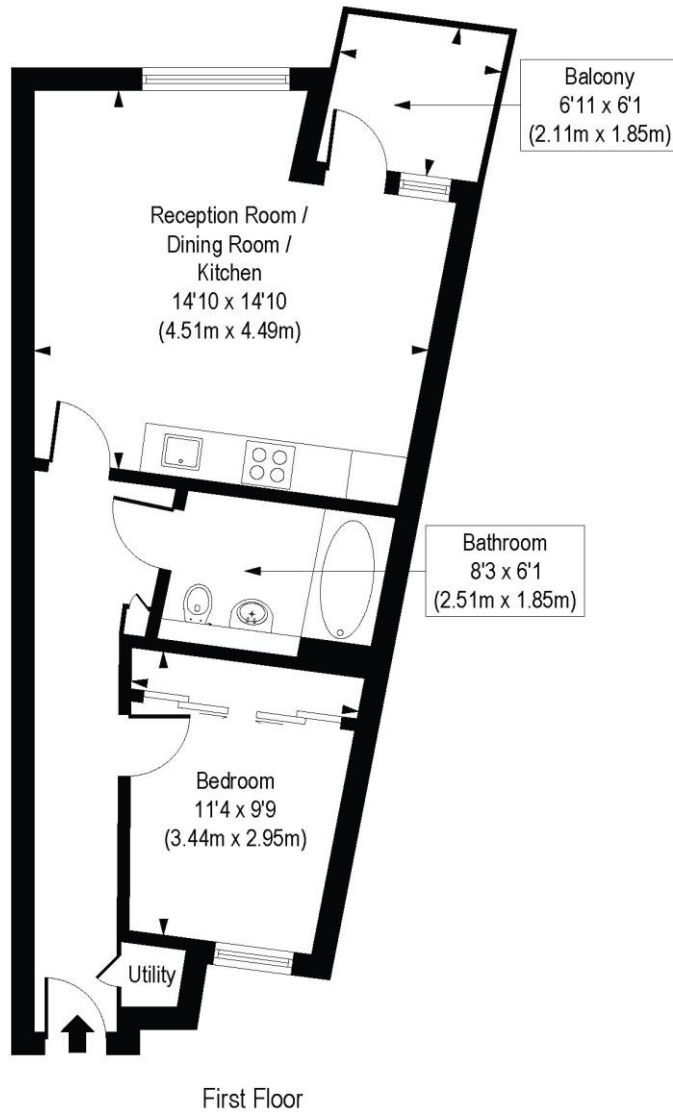 Balcony
6'11 x 6'1
(2.11m x 1.85m)
Reception Room /
Dining Room /
Kitchen
14'10 x 14'10
(4.51m x 4.49m)
Bathroom
8'3 x 6'1
(2.51m x 1.85m)
Bedroom
11'4 x 9'9
(3.44m x 2.95m)
Utility
First Floor